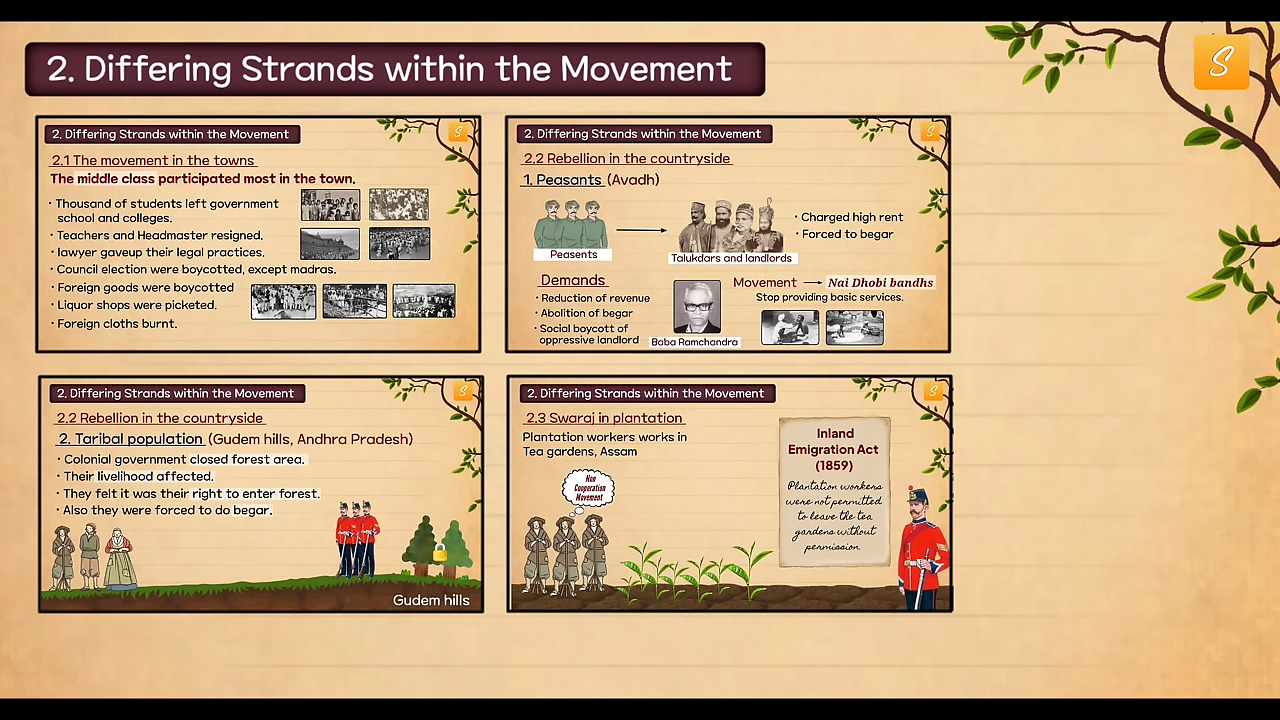 2. Differing Strands within the Movement
S
2. Differing Strands within the Movement
S
2.1 The movement in the towns
The middle class participated most in the town.
• Thousand of students left government
school and colleges.
• Teachers and Headmaster resigned.
• lawyer gaveup their legal practices.
• Council election were boycotted, except madras.
• Foreign goods were boycotted
• Liquor shops were picketed.
• Foreign cloths burnt.
2. Differing Strands within the Movement
S
2.2 Rebellion in the countryside
1. Peasants (Avadh)
• Charged high rent
• Forced to begar
Peasents
Talukdars and landlords
Demands
• Reduction of revenue
• Abolition of begar
• Social boycott of
oppressive landlord
Baba Ramchandra
Movement → Nai Dhobi bandhs
Stop providing basic services.
2. Differing Strands within the Movement
S
2.2 Rebellion in the countryside
2. Taribal population (Gudem hills, Andhra Pradesh)
• Colonial government closed forest area.
• Their livelihood affected.
• They felt it was their right to enter forest.
• Also they were forced to do begar.
Gudem hills
2. Differing Strands within the Movement
S
2.3 Swaraj in plantation
Plantation workers works in
Tea gardens, Assam
Non
Cooperation
Movement
Inland
Emigration Act
(1859)
Plantation workers
were not permitted
to leave the tea
gardens without
permission.